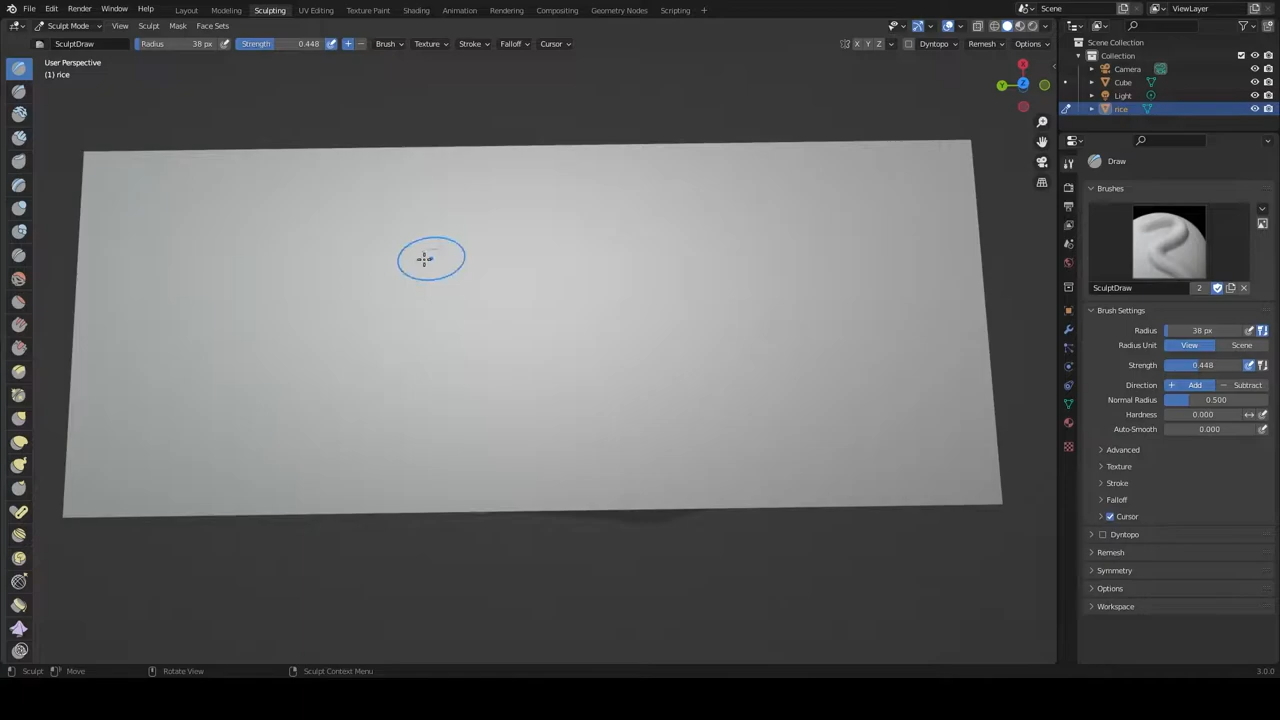 File Edit Render Window Help Layout Modeling Sculpting UV Editing Texture Paint Shading Animation Rendering Compositing Geometry Nodes Scripting + Scene ViewLayer
Sculpt Mode View Sculpt Mask Face Sets
SculptDraw Radius 38 px Strength 0.448 Brush Texture Stroke Falloff Cursor X Y Z Dyntopo Remesh Options
User Perspective
(1) rice
X
Y
Z
Scene Collection
Collection
Camera
Cube
Light
rice
Draw
Brushes
SculptDraw 2
Brush Settings
Radius 38 px
Radius Unit View Scene
Strength 0.448
Direction + Add − Subtract
Normal Radius 0.500
Hardness 0.000
Auto-Smooth 0.000
Advanced
Texture
Stroke
Falloff
Cursor
Dyntopo
Remesh
Symmetry
Options
Workspace
Sculpt Move Rotate View Sculpt Context Menu 3.0.0